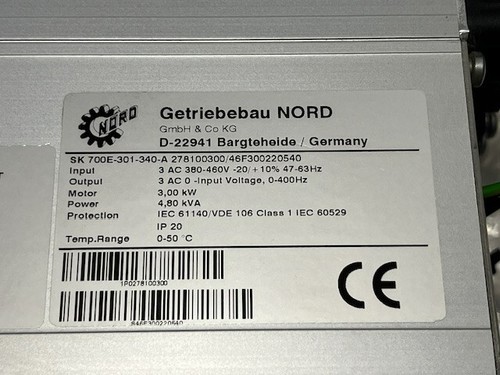 NORD
Getriebebau NORD
GmbH & Co KG
D-22941 Bargteheide / Germany
SK 700E-301-340-A 278100300/46F300220540
Input 3 AC 380-460V -20/+10% 47-63Hz
Output 3 AC 0 -Input Voltage, 0-400Hz
Motor 3,00 kW
Power 4,80 kVA
Protection IEC 61140/VDE 106 Class 1 IEC 60529
IP 20
Temp.Range 0-50 °C
1P0278100300
CE
S46F300220540